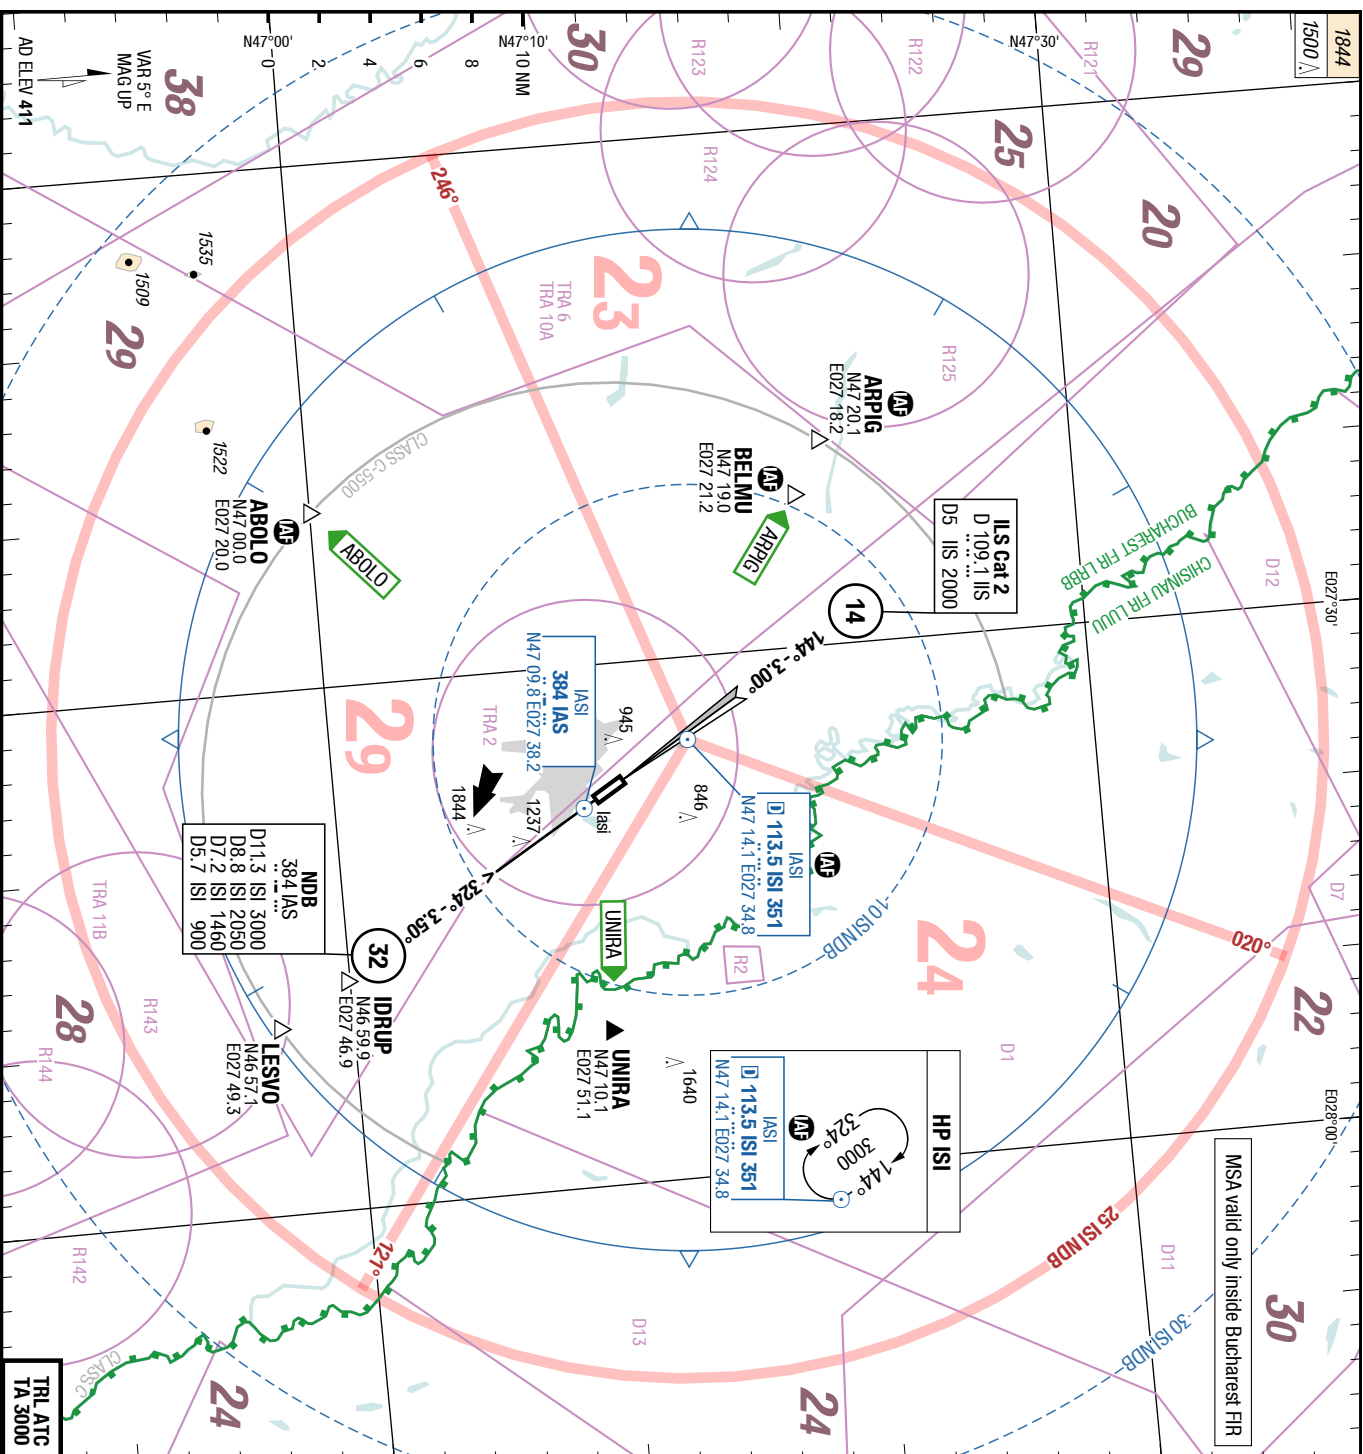 1844
1500
29
R121
N47°30'
R122
R123
30
10 NM
N47°10'
8
6
4
2
0
N47°00'
38
VAR 5° E
MAG UP
AD ELEV 411
25
20
R124
246°
23
TRA 6
TRA 10A
R125
1535
1509
29
1522
IAF
ARPIG
N47 20.1
E027 18.2
IAF
BELMU
N47 19.0
E027 21.2
ARPIG
CLASS C-5500
IAF
ABOLO
N47 00.0
E027 20.0
ABOLO
ILS Cat 2
D 109.1 IIS
D5 IIS 2000
14
144° - 3.00°
BUCHAREST FIR LRBB
CHISINAU FIR LUUU
D12
E027°30'
IASI
384 IAS
N47 09.8 E027 38.2
945
TRA 2
29
846
Iasi
1237
1844
IASI
D 113.5 ISI 351
N47 14.1 E027 34.8
IAF
10 ISI NDB
020°
D7
22
24
R2
UNIRA
< 324° - 3.50°
32
NDB
384 IAS
D11.3 ISI 3000
D8.8 ISI 2050
D7.2 ISI 1460
D5.7 ISI 900
TRA 11B
R143
28
R144
IDRUP
N46 59.9
E027 46.9
LESVO
N46 57.1
E027 49.3
UNIRA
N47 10.1
E027 51.1
1640
D1
HP ISI
144°
3000
324°
IAF
IASI
D 113.5 ISI 351
N47 14.1 E027 34.8
E028°00'
MSA valid only inside Bucharest FIR
25 ISI NDB
D11
30
30 ISI NDB
121°
R142
D13
CLASS C
24
24
TRL ATC
TA 3000